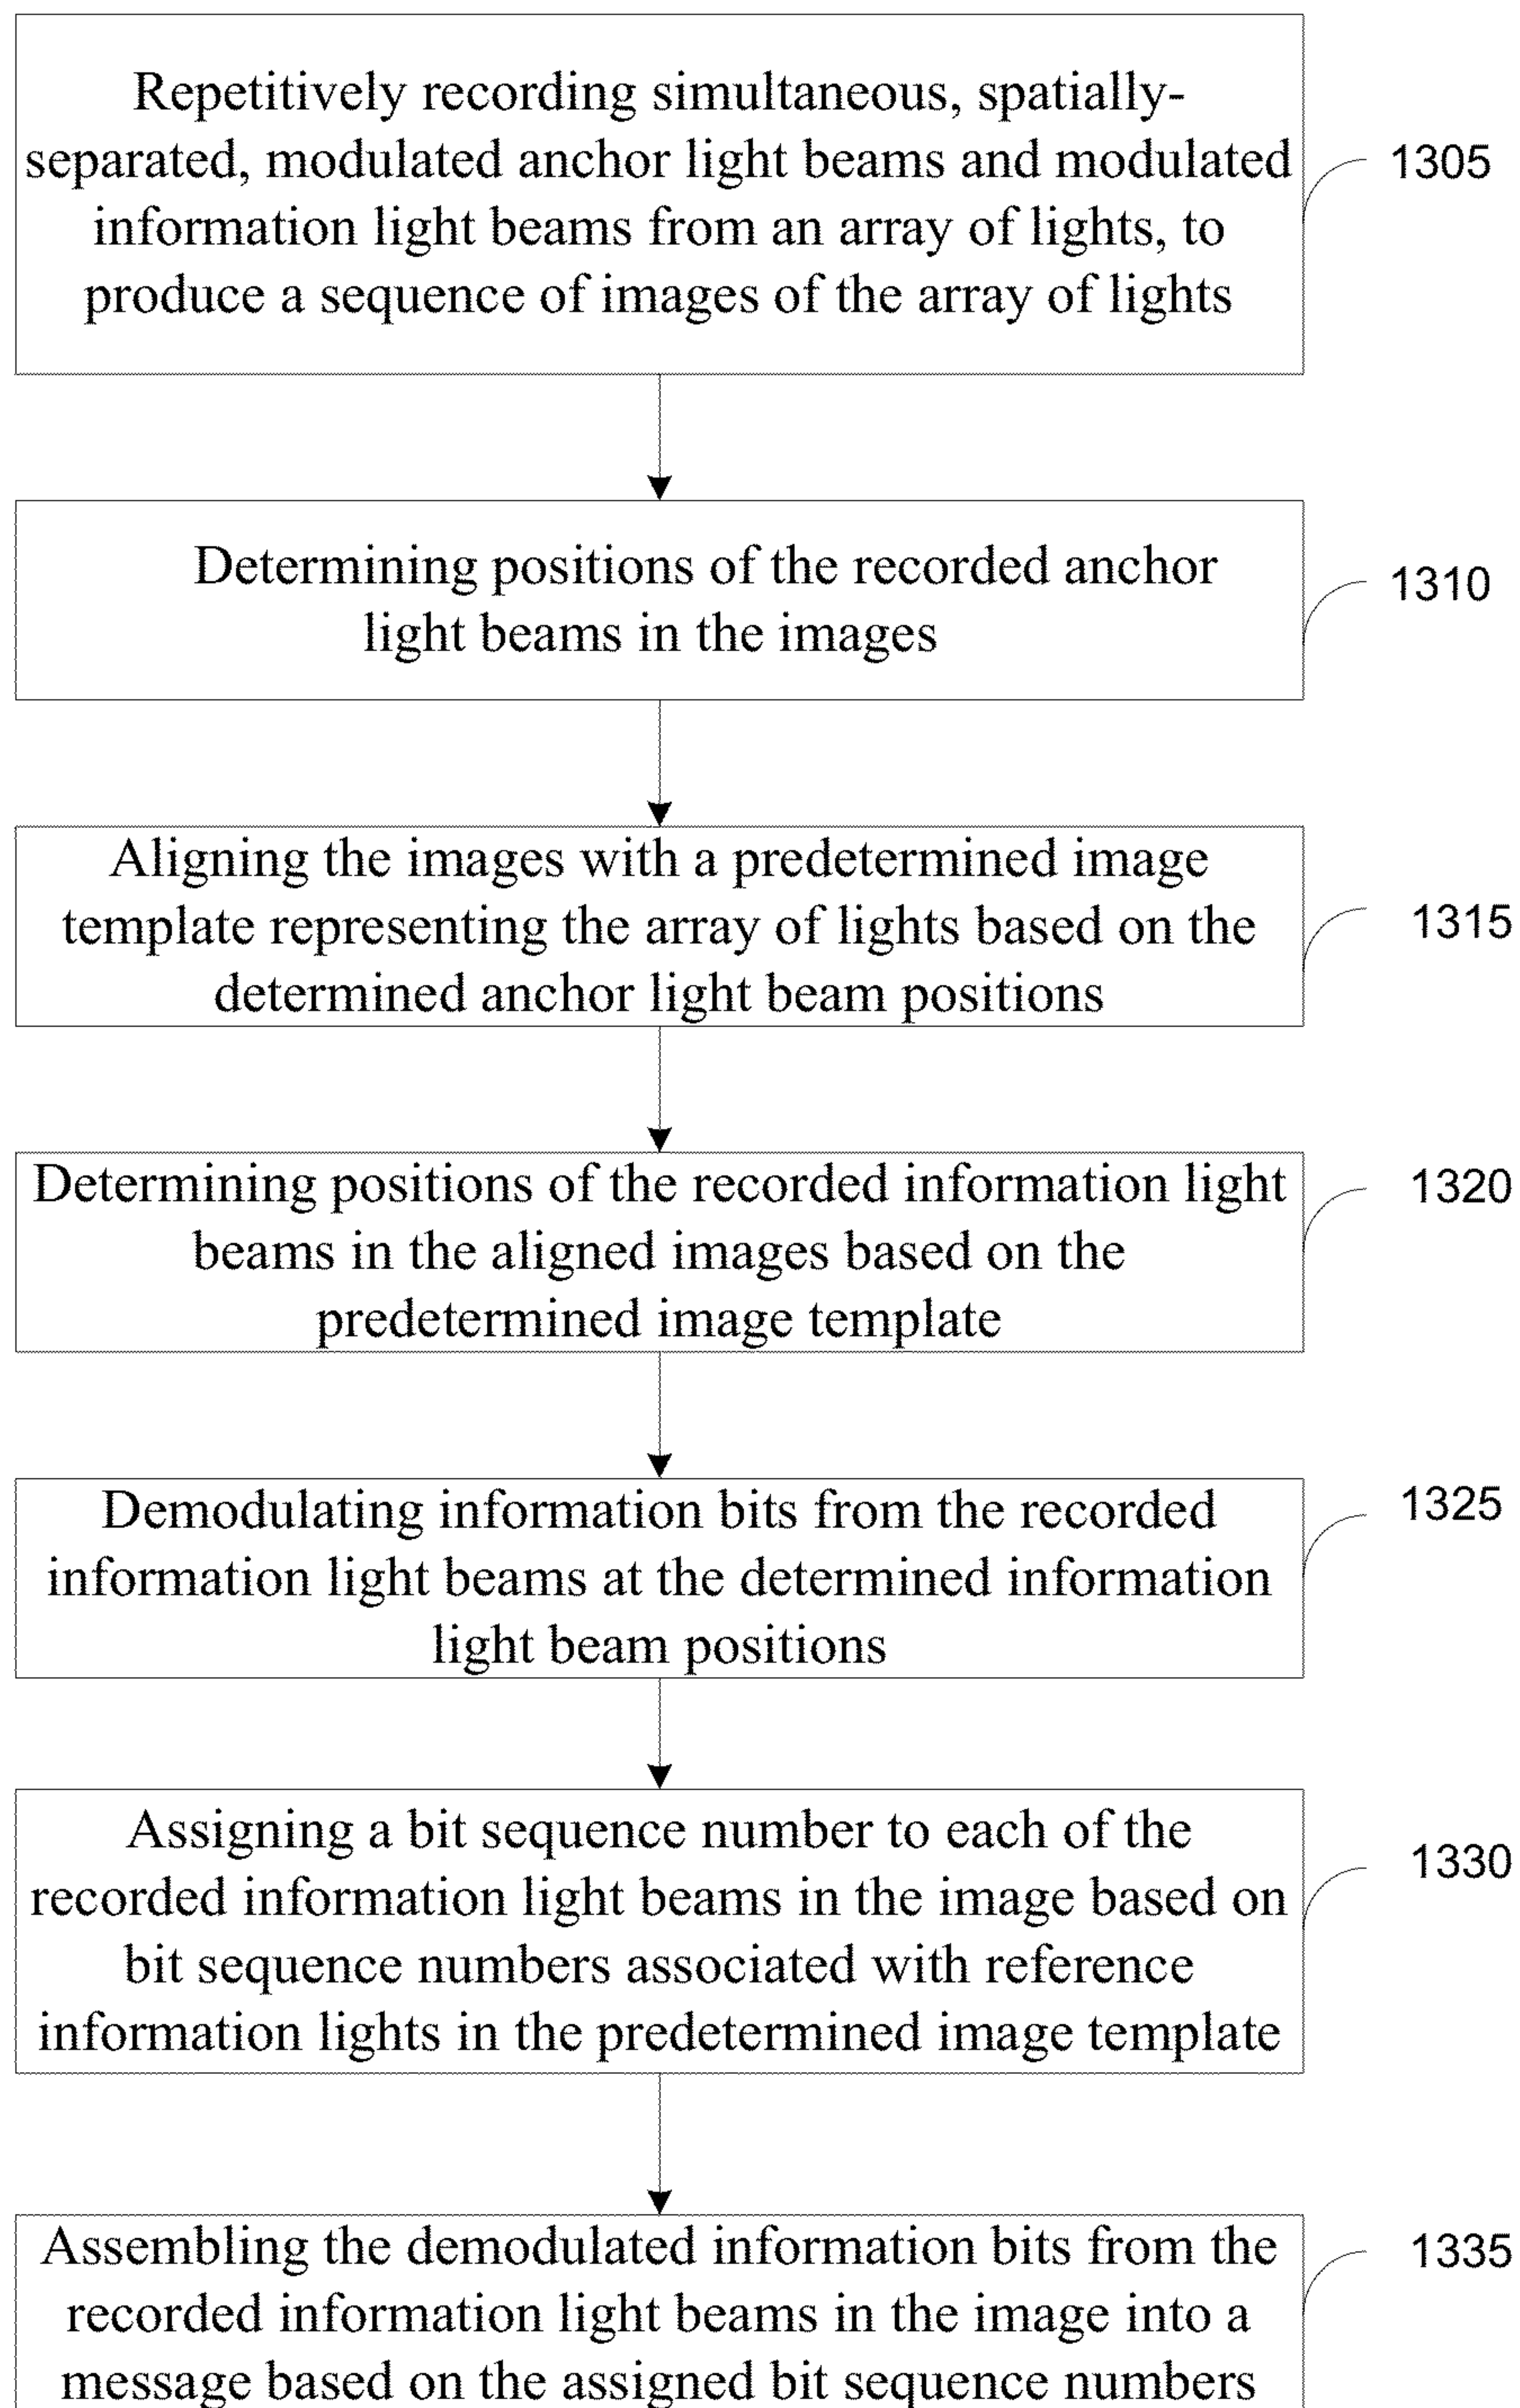 Repetitively recording simultaneous, spatially-
separated, modulated anchor light beams and modulated
information light beams from an array of lights, to
produce a sequence of images of the array of lights
1305
Determining positions of the recorded anchor
light beams in the images
1310
Aligning the images with a predetermined image
template representing the array of lights based on the
determined anchor light beam positions
1315
Determining positions of the recorded information light
beams in the aligned images based on the
predetermined image template
1320
Demodulating information bits from the recorded
information light beams at the determined information
light beam positions
1325
Assigning a bit sequence number to each of the
recorded information light beams in the image based on
bit sequence numbers associated with reference
information lights in the predetermined image template
1330
Assembling the demodulated information bits from the
recorded information light beams in the image into a
message based on the assigned bit sequence numbers
1335